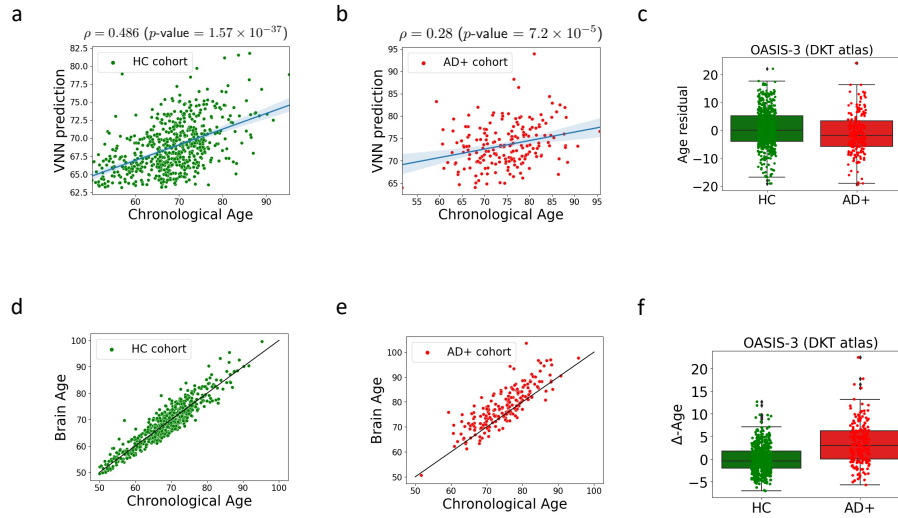 a
ρ = 0.486 (p-value = 1.57 × 10⁻³⁷)
82.5
80.0
77.5
75.0
72.5
70.0
67.5
65.0
62.5
VNN prediction
HC cohort
60
70
80
90
Chronological Age
b
ρ = 0.28 (p-value = 7.2 × 10⁻⁵)
95
90
85
80
75
70
65
VNN prediction
AD+ cohort
55
60
65
70
75
80
85
90
95
Chronological Age
c
OASIS-3 (DKT atlas)
20
10
0
−10
−20
Age residual
HC
AD+
d
100
90
80
70
60
50
Brain Age
HC cohort
50
60
70
80
90
100
Chronological Age
e
100
90
80
70
60
50
Brain Age
AD+ cohort
50
60
70
80
90
100
Chronological Age
f
OASIS-3 (DKT atlas)
20
15
10
5
0
−5
Δ-Age
HC
AD+